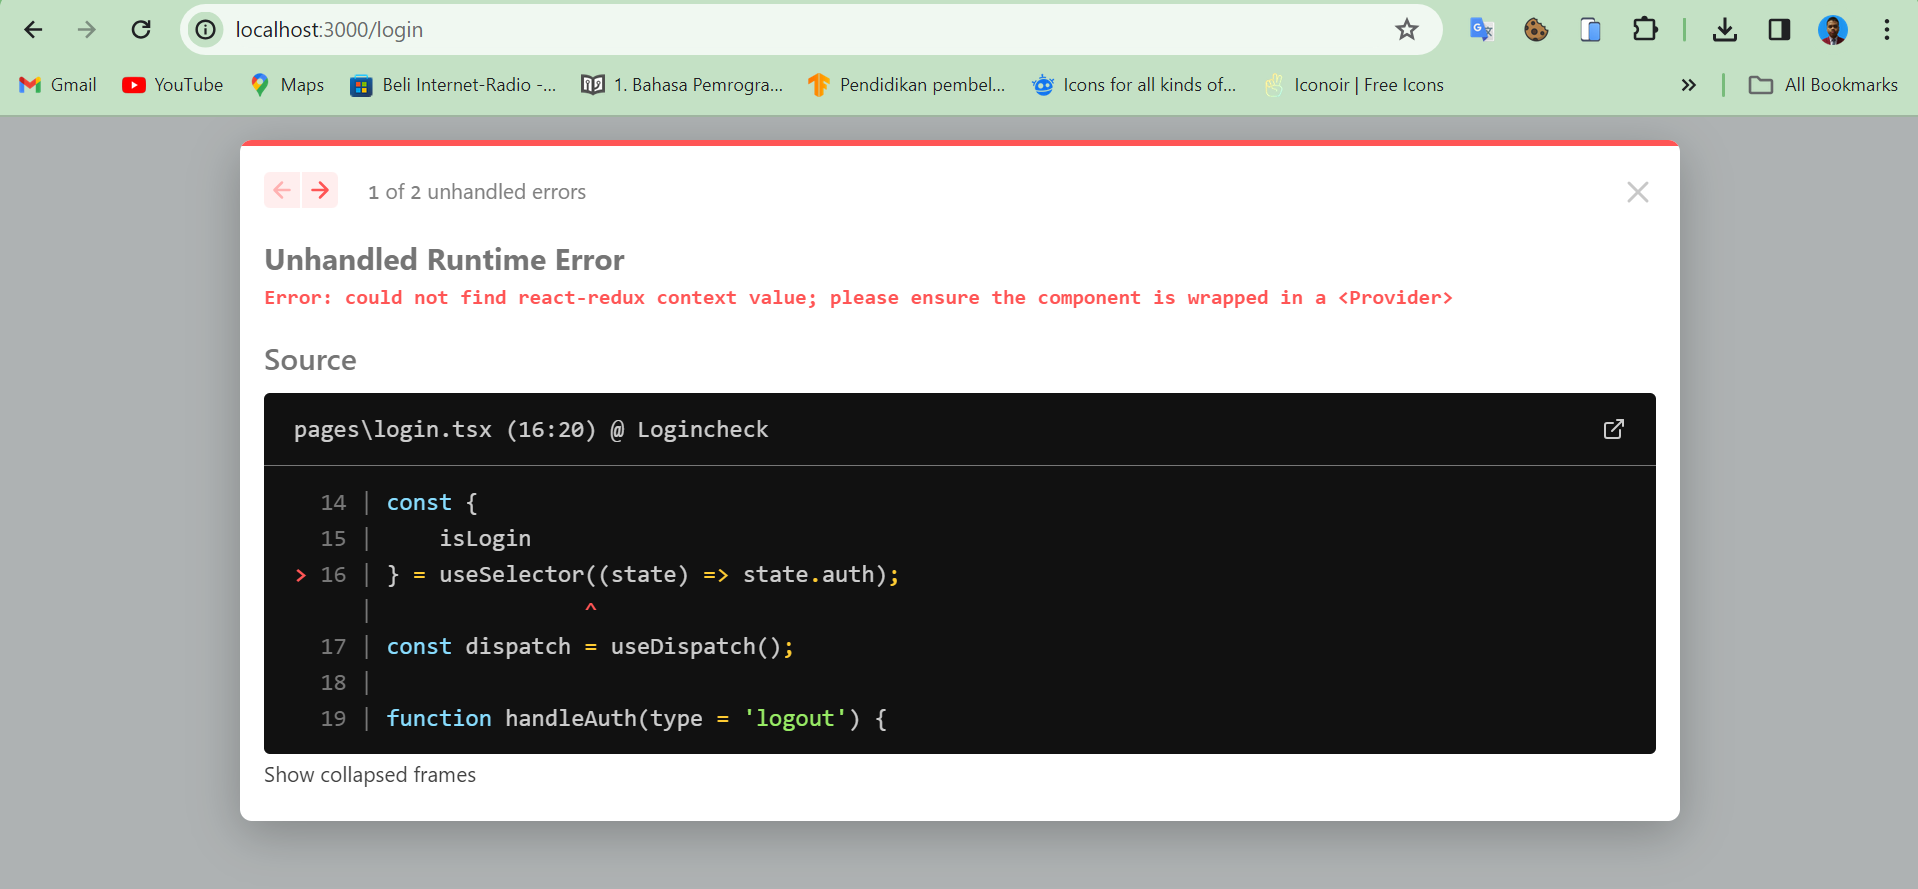 localhost:3000/login
Gmail YouTube Maps Beli Internet-Radio -... 1. Bahasa Pemrogra... Pendidikan pembel... Icons for all kinds of... Iconoir | Free Icons » All Bookmarks
1 of 2 unhandled errors
Unhandled Runtime Error
Error: could not find react-redux context value; please ensure the component is wrapped in a <Provider>
Source
pages\login.tsx (16:20) @ Logincheck
14 | const {
15 |     isLogin
> 16 | } = useSelector((state) => state.auth);
|                ^
17 | const dispatch = useDispatch();
18 |
19 | function handleAuth(type = 'logout') {
Show collapsed frames